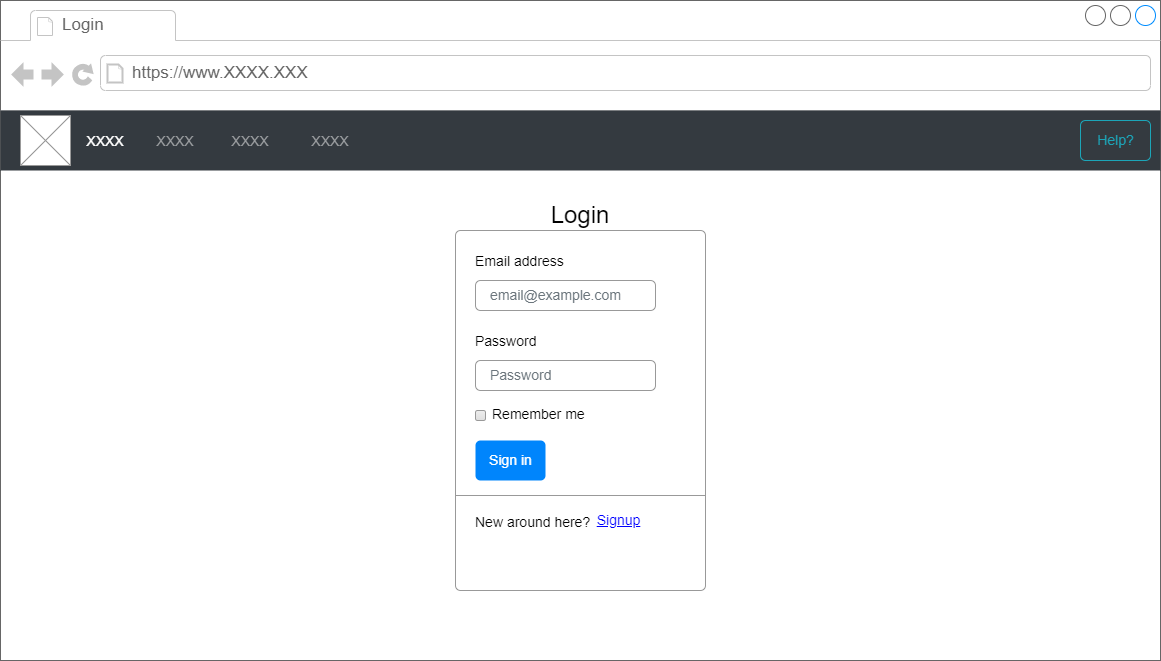 Login
https://www.XXXX.XXX
XXXX XXXX XXXX XXXX Help?
Login
Email address
email@example.com
Password
Password
Remember me
Sign in
New around here? Signup